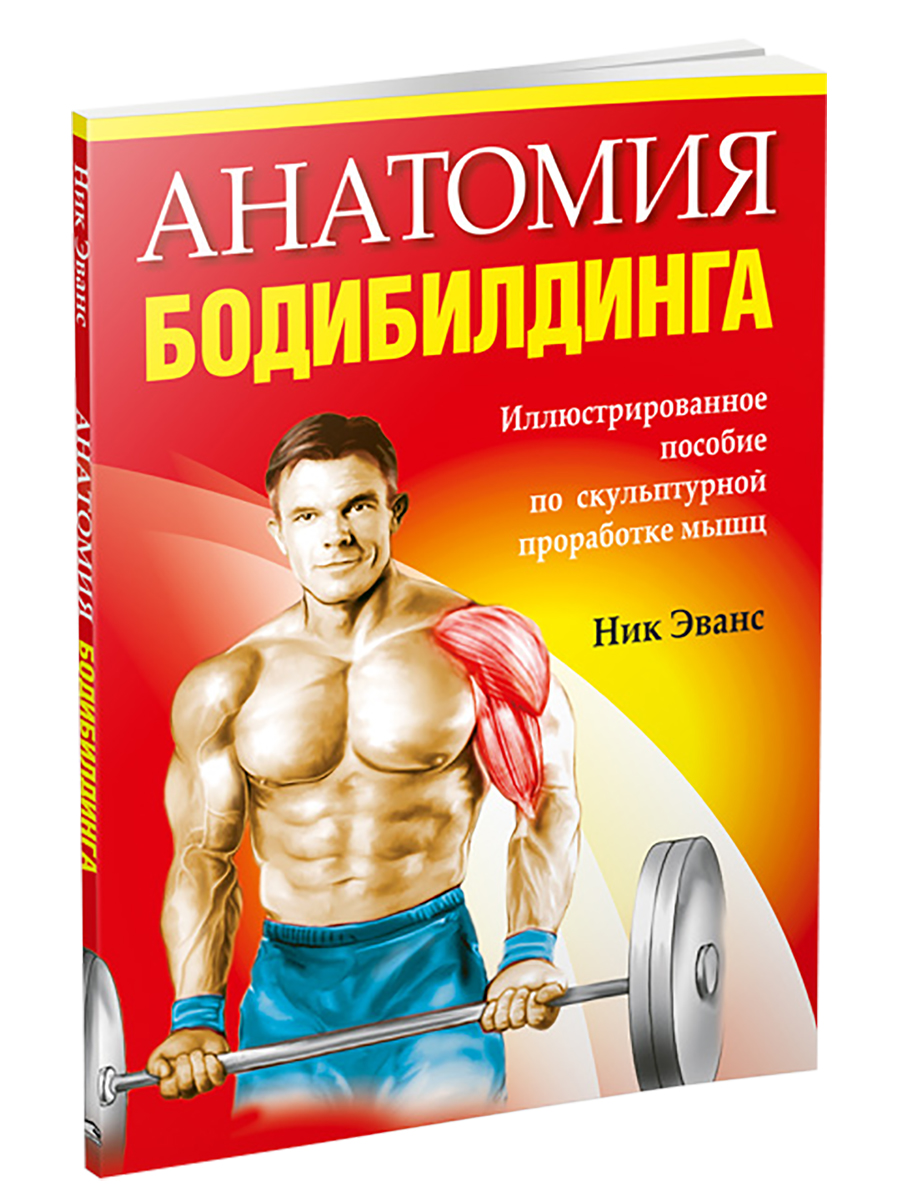 АНАТОМИЯ
БОДИБИЛДИНГА
Иллюстрированное
пособие
по скульптурной
проработке мышц
Ник Эванс
Ник Эванс АНАТОМИЯ БОДИБИЛДИНГА